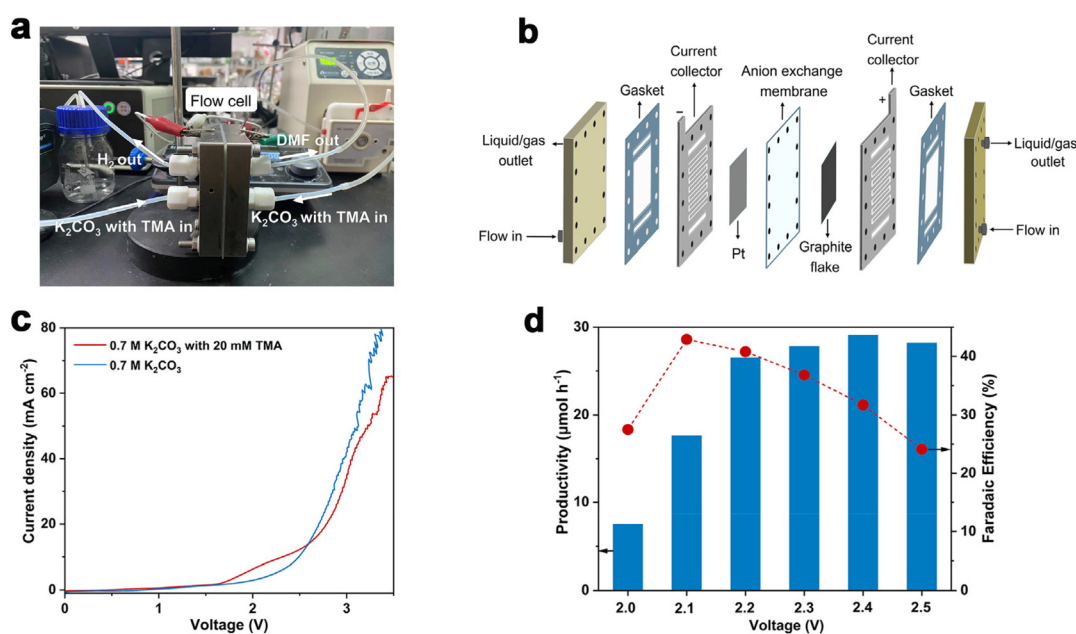 a
Flow cell
H2 out
DMF out
K2CO3 with TMA in
K2CO3 with TMA in
b
Current
collector
Current
collector
Anion exchange
membrane
Gasket
Gasket
−
+
Liquid/gas
outlet
Liquid/gas
outlet
Flow in
Flow in
Pt
Graphite
flake
c
0.7 M K2CO3 with 20 mM TMA
0.7 M K2CO3
Current density (mA cm-2)
80
60
40
20
0
0 1 2 3
Voltage (V)
d
Productivity (μmol h-1)
30
25
20
15
10
5
0
2.0 2.1 2.2 2.3 2.4 2.5
Voltage (V)
40
30
20
10
0
Faradaic Efficiency (%)